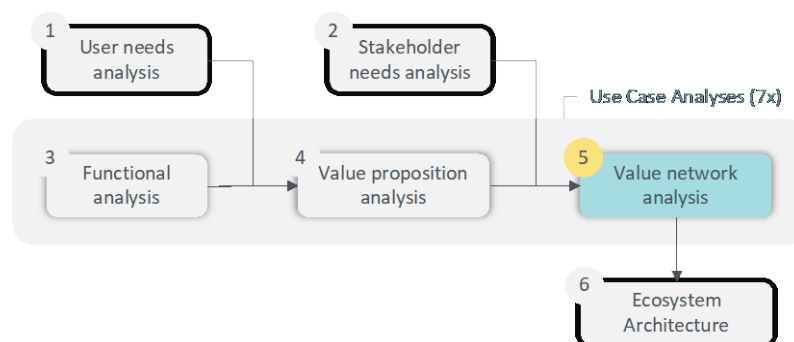 1
User needs
analysis
2
Stakeholder
needs analysis
Use Case Analyses (7x)
3
Functional
analysis
4
Value proposition
analysis
5
Value network
analysis
6
Ecosystem
Architecture